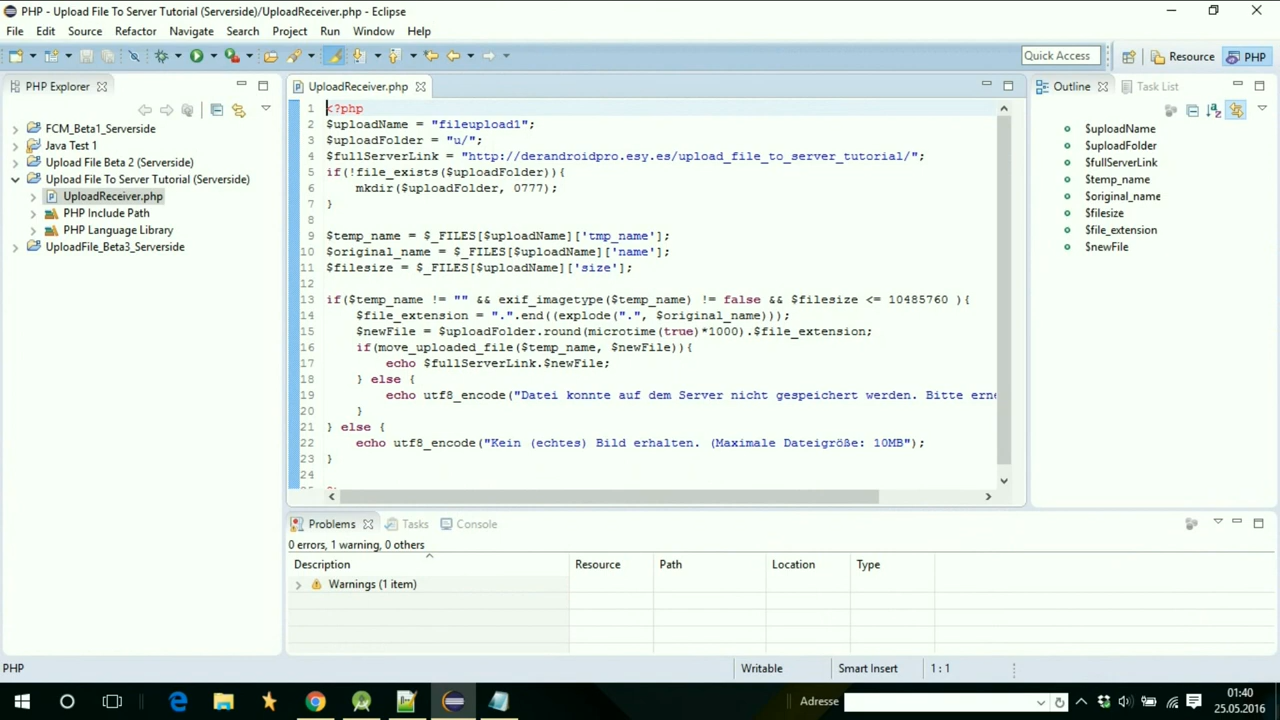 PHP - Upload File To Server Tutorial (Serverside)/UploadReceiver.php - Eclipse
File Edit Source Refactor Navigate Search Project Run Window Help
Quick Access
Resource
PHP
PHP Explorer
FCM_Beta1_Serverside
Java Test 1
Upload File Beta 2 (Serverside)
Upload File To Server Tutorial (Serverside)
UploadReceiver.php
PHP Include Path
PHP Language Library
UploadFile_Beta3_Serverside
UploadReceiver.php
1 <?php
2 $uploadName = "fileupload1";
3 $uploadFolder = "u/";
4 $fullServerLink = "http://derandroidpro.esy.es/upload_file_to_server_tutorial/";
5 if(!file_exists($uploadFolder)){
6 mkdir($uploadFolder, 0777);
7 }
8
9 $temp_name = $_FILES[$uploadName]['tmp_name'];
10 $original_name = $_FILES[$uploadName]['name'];
11 $filesize = $_FILES[$uploadName]['size'];
12
13 if($temp_name != "" && exif_imagetype($temp_name) != false && $filesize <= 10485760 ){
14 $file_extension = ".".end((explode(".", $original_name)));
15 $newFile = $uploadFolder.round(microtime(true)*1000).$file_extension;
16 if(move_uploaded_file($temp_name, $newFile)){
17 echo $fullServerLink.$newFile;
18 } else {
19 echo utf8_encode("Datei konnte auf dem Server nicht gespeichert werden. Bitte erne
20 }
21 } else {
22 echo utf8_encode("Kein (echtes) Bild erhalten. (Maximale Dateigröße: 10MB");
23 }
24
Outline
Task List
$uploadName
$uploadFolder
$fullServerLink
$temp_name
$original_name
$filesize
$file_extension
$newFile
Problems Tasks Console
0 errors, 1 warning, 0 others
Description Resource Path Location Type
Warnings (1 item)
PHP Writable Smart Insert 1 : 1
Adresse
01:40
25.05.2016